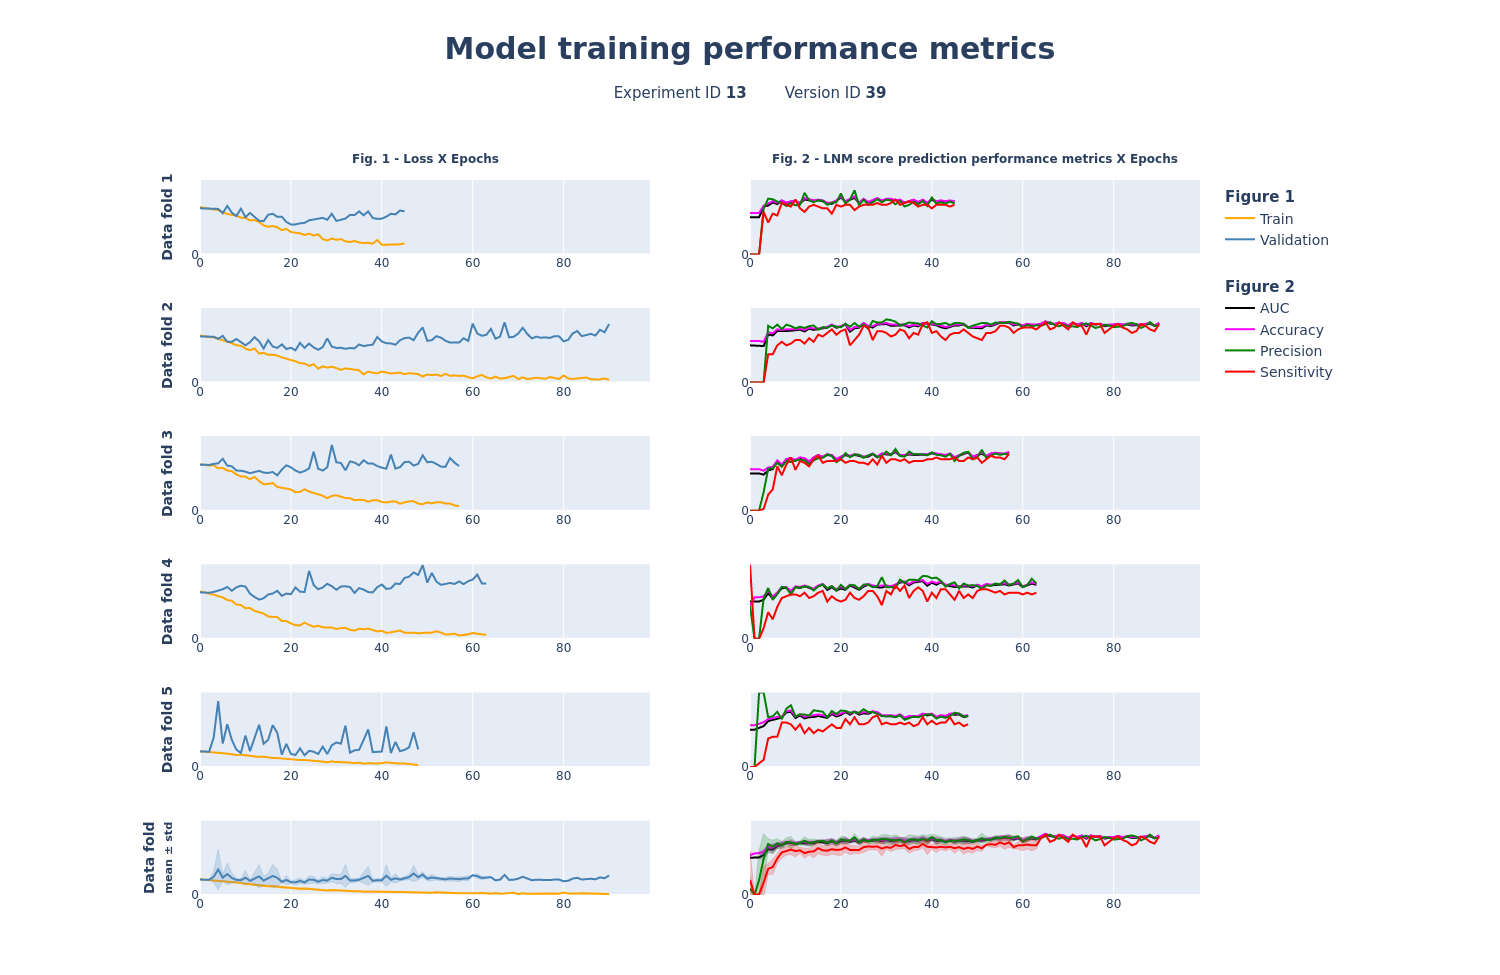 Model training performance metrics
Experiment ID 13 Version ID 39
Fig. 1 - Loss X Epochs
Fig. 2 - LNM score prediction performance metrics X Epochs
Data fold 1
0
0 20 40 60 80
0
0 20 40 60 80
Figure 1
Train
Validation
Figure 2
AUC
Accuracy
Precision
Sensitivity
Data fold 2
0
0 20 40 60 80
0
0 20 40 60 80
Data fold 3
0
0 20 40 60 80
0
0 20 40 60 80
Data fold 4
0
0 20 40 60 80
0
0 20 40 60 80
Data fold 5
0
0 20 40 60 80
0
0 20 40 60 80
Data fold
mean ± std
0
0 20 40 60 80
0
0 20 40 60 80